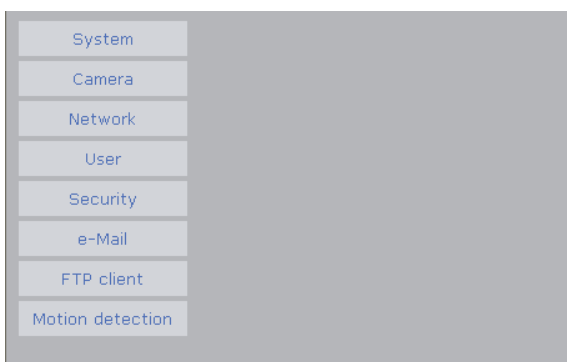 System
Camera
Network
User
Security
e-Mail
FTP client
Motion detection